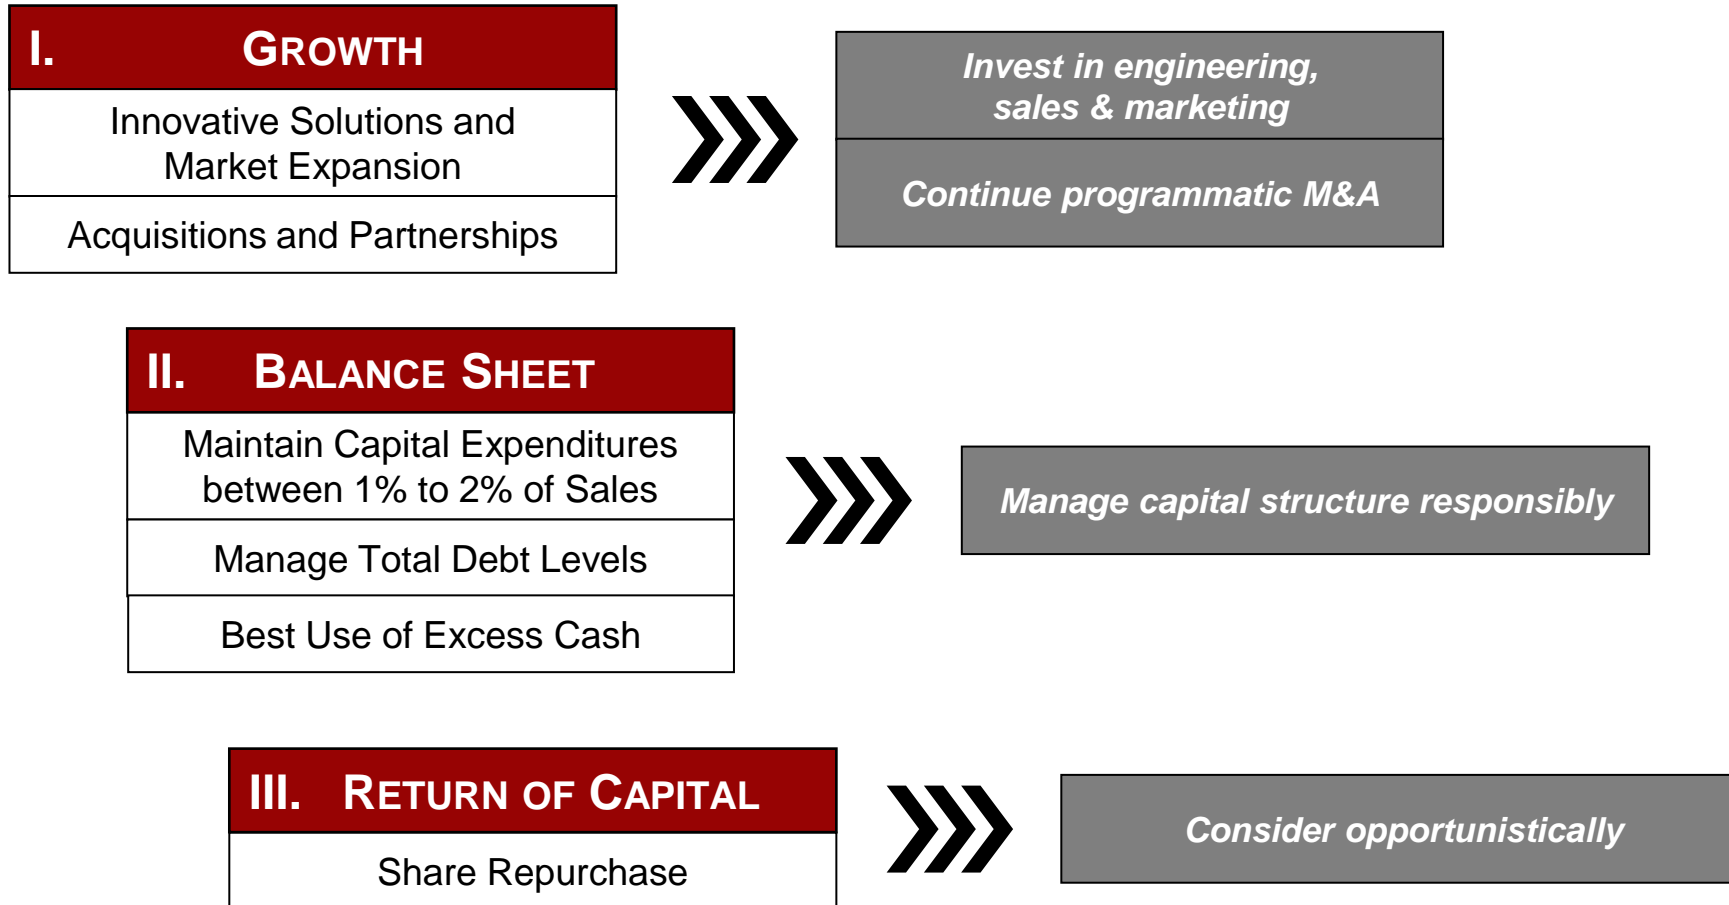 I. GROWTH
Innovative Solutions and
Market Expansion
Acquisitions and Partnerships
Invest in engineering,
sales & marketing
Continue programmatic M&A
II. BALANCE SHEET
Maintain Capital Expenditures
between 1% to 2% of Sales
Manage Total Debt Levels
Best Use of Excess Cash
Manage capital structure responsibly
III. RETURN OF CAPITAL
Share Repurchase
Consider opportunistically